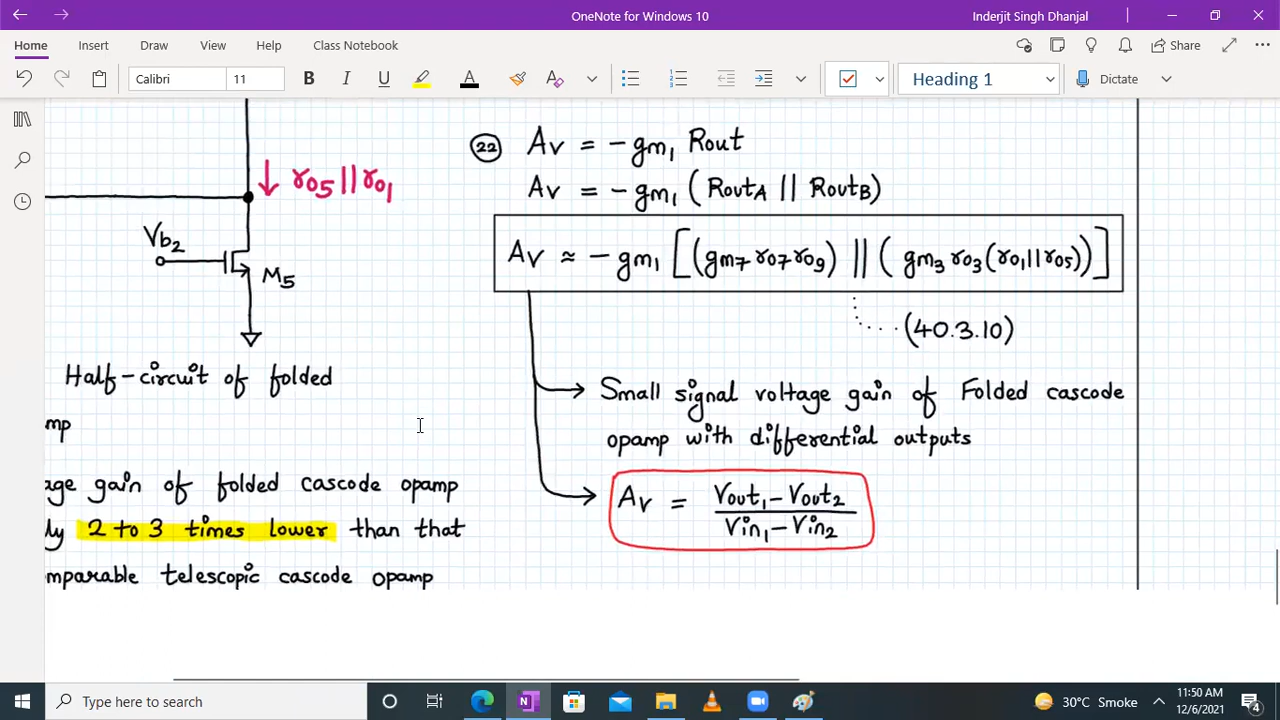 OneNote for Windows 10
Inderjit Singh Dhanjal
Home Insert Draw View Help Class Notebook
Share
Calibri 11 B I U A Heading 1 Dictate
↓ ro5 || ro1
Vb2
M5
Half-circuit of folded
mp
age gain of folded cascode opamp
ly 2 to 3 times lower than that
mparable telescopic cascode opamp
22 Av = - gm1 Rout
Av = - gm1 (RoutA || RoutB)
Av ≈ - gm1 [(gm7 ro7 ro9) || (gm3 ro3 (ro1 || ro5))]
(40.3.10)
Small signal voltage gain of Folded cascode
opamp with differential outputs
Av = Vout1 - Vout2
Vin1 - Vin2
Type here to search
30°C Smoke
11:50 AM
12/6/2021
4